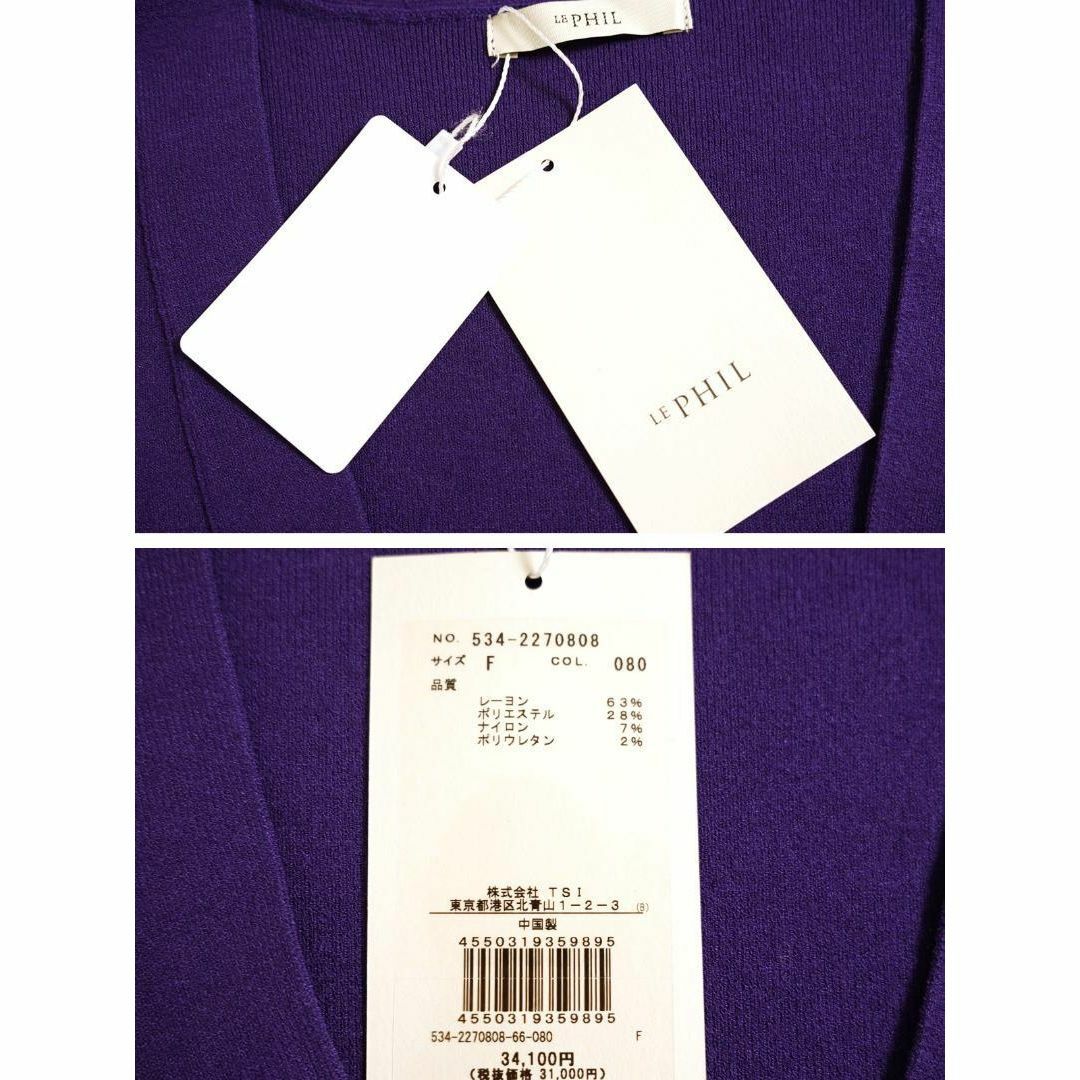 LE PHIL
LE PHIL
NO. 534-2270808
サイズ F COL. 080
品質
レーヨン 63%
ポリエステル 28%
ナイロン 7%
ポリウレタン 2%
株式会社 TSI
東京都港区北青山1-2-3 (B)
中国製
4550319359895
4550319359895
534-2270808-66-080 F
34,100円
(税抜価格 31,000円)